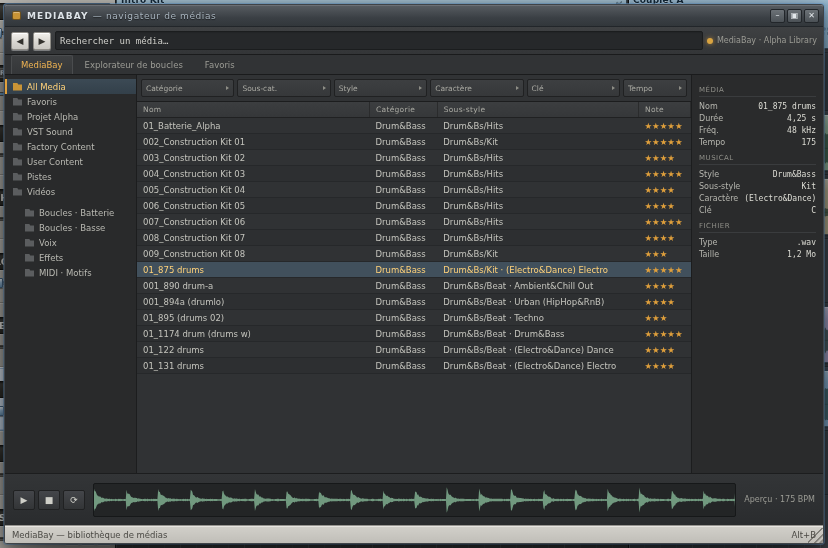 MEDIABAY — navigateur de médias
Rechercher un média…
MediaBay · Alpha Library
MediaBay Explorateur de boucles Favoris
All Media
Favoris
Projet Alpha
VST Sound
Factory Content
User Content
Pistes
Vidéos
Boucles · Batterie
Boucles · Basse
Voix
Effets
MIDI · Motifs
Catégorie Sous-cat. Style Caractère Clé Tempo
Nom Catégorie Sous-style Note
01_Batterie_Alpha Drum&Bass Drum&Bs/Hits ★★★★★
002_Construction Kit 01 Drum&Bass Drum&Bs/Kit ★★★★★
003_Construction Kit 02 Drum&Bass Drum&Bs/Hits ★★★★
004_Construction Kit 03 Drum&Bass Drum&Bs/Hits ★★★★★
005_Construction Kit 04 Drum&Bass Drum&Bs/Hits ★★★★
006_Construction Kit 05 Drum&Bass Drum&Bs/Hits ★★★★
007_Construction Kit 06 Drum&Bass Drum&Bs/Hits ★★★★★
008_Construction Kit 07 Drum&Bass Drum&Bs/Hits ★★★★
009_Construction Kit 08 Drum&Bass Drum&Bs/Kit ★★★
01_875 drums Drum&Bass Drum&Bs/Kit · (Electro&Dance) Electro ★★★★★
001_890 drum-a Drum&Bass Drum&Bs/Beat · Ambient&Chill Out ★★★★
001_894a (drumlo) Drum&Bass Drum&Bs/Beat · Urban (HipHop&RnB) ★★★★
01_895 (drums 02) Drum&Bass Drum&Bs/Beat · Techno ★★★
01_1174 drum (drums w) Drum&Bass Drum&Bs/Beat · Drum&Bass ★★★★★
01_122 drums Drum&Bass Drum&Bs/Beat · (Electro&Dance) Dance ★★★★
01_131 drums Drum&Bass Drum&Bs/Beat · (Electro&Dance) Electro ★★★★
MÉDIA
Nom 01_875 drums
Durée 4,25 s
Fréq. 48 kHz
Tempo 175
MUSICAL
Style Drum&Bass
Sous-style Kit
Caractère (Electro&Dance)
Clé C
FICHIER
Type .wav
Taille 1,2 Mo
Aperçu · 175 BPM
MediaBay — bibliothèque de médias Alt+B